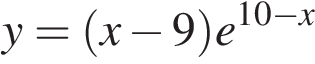 y = (x − 9)e^{10−x}